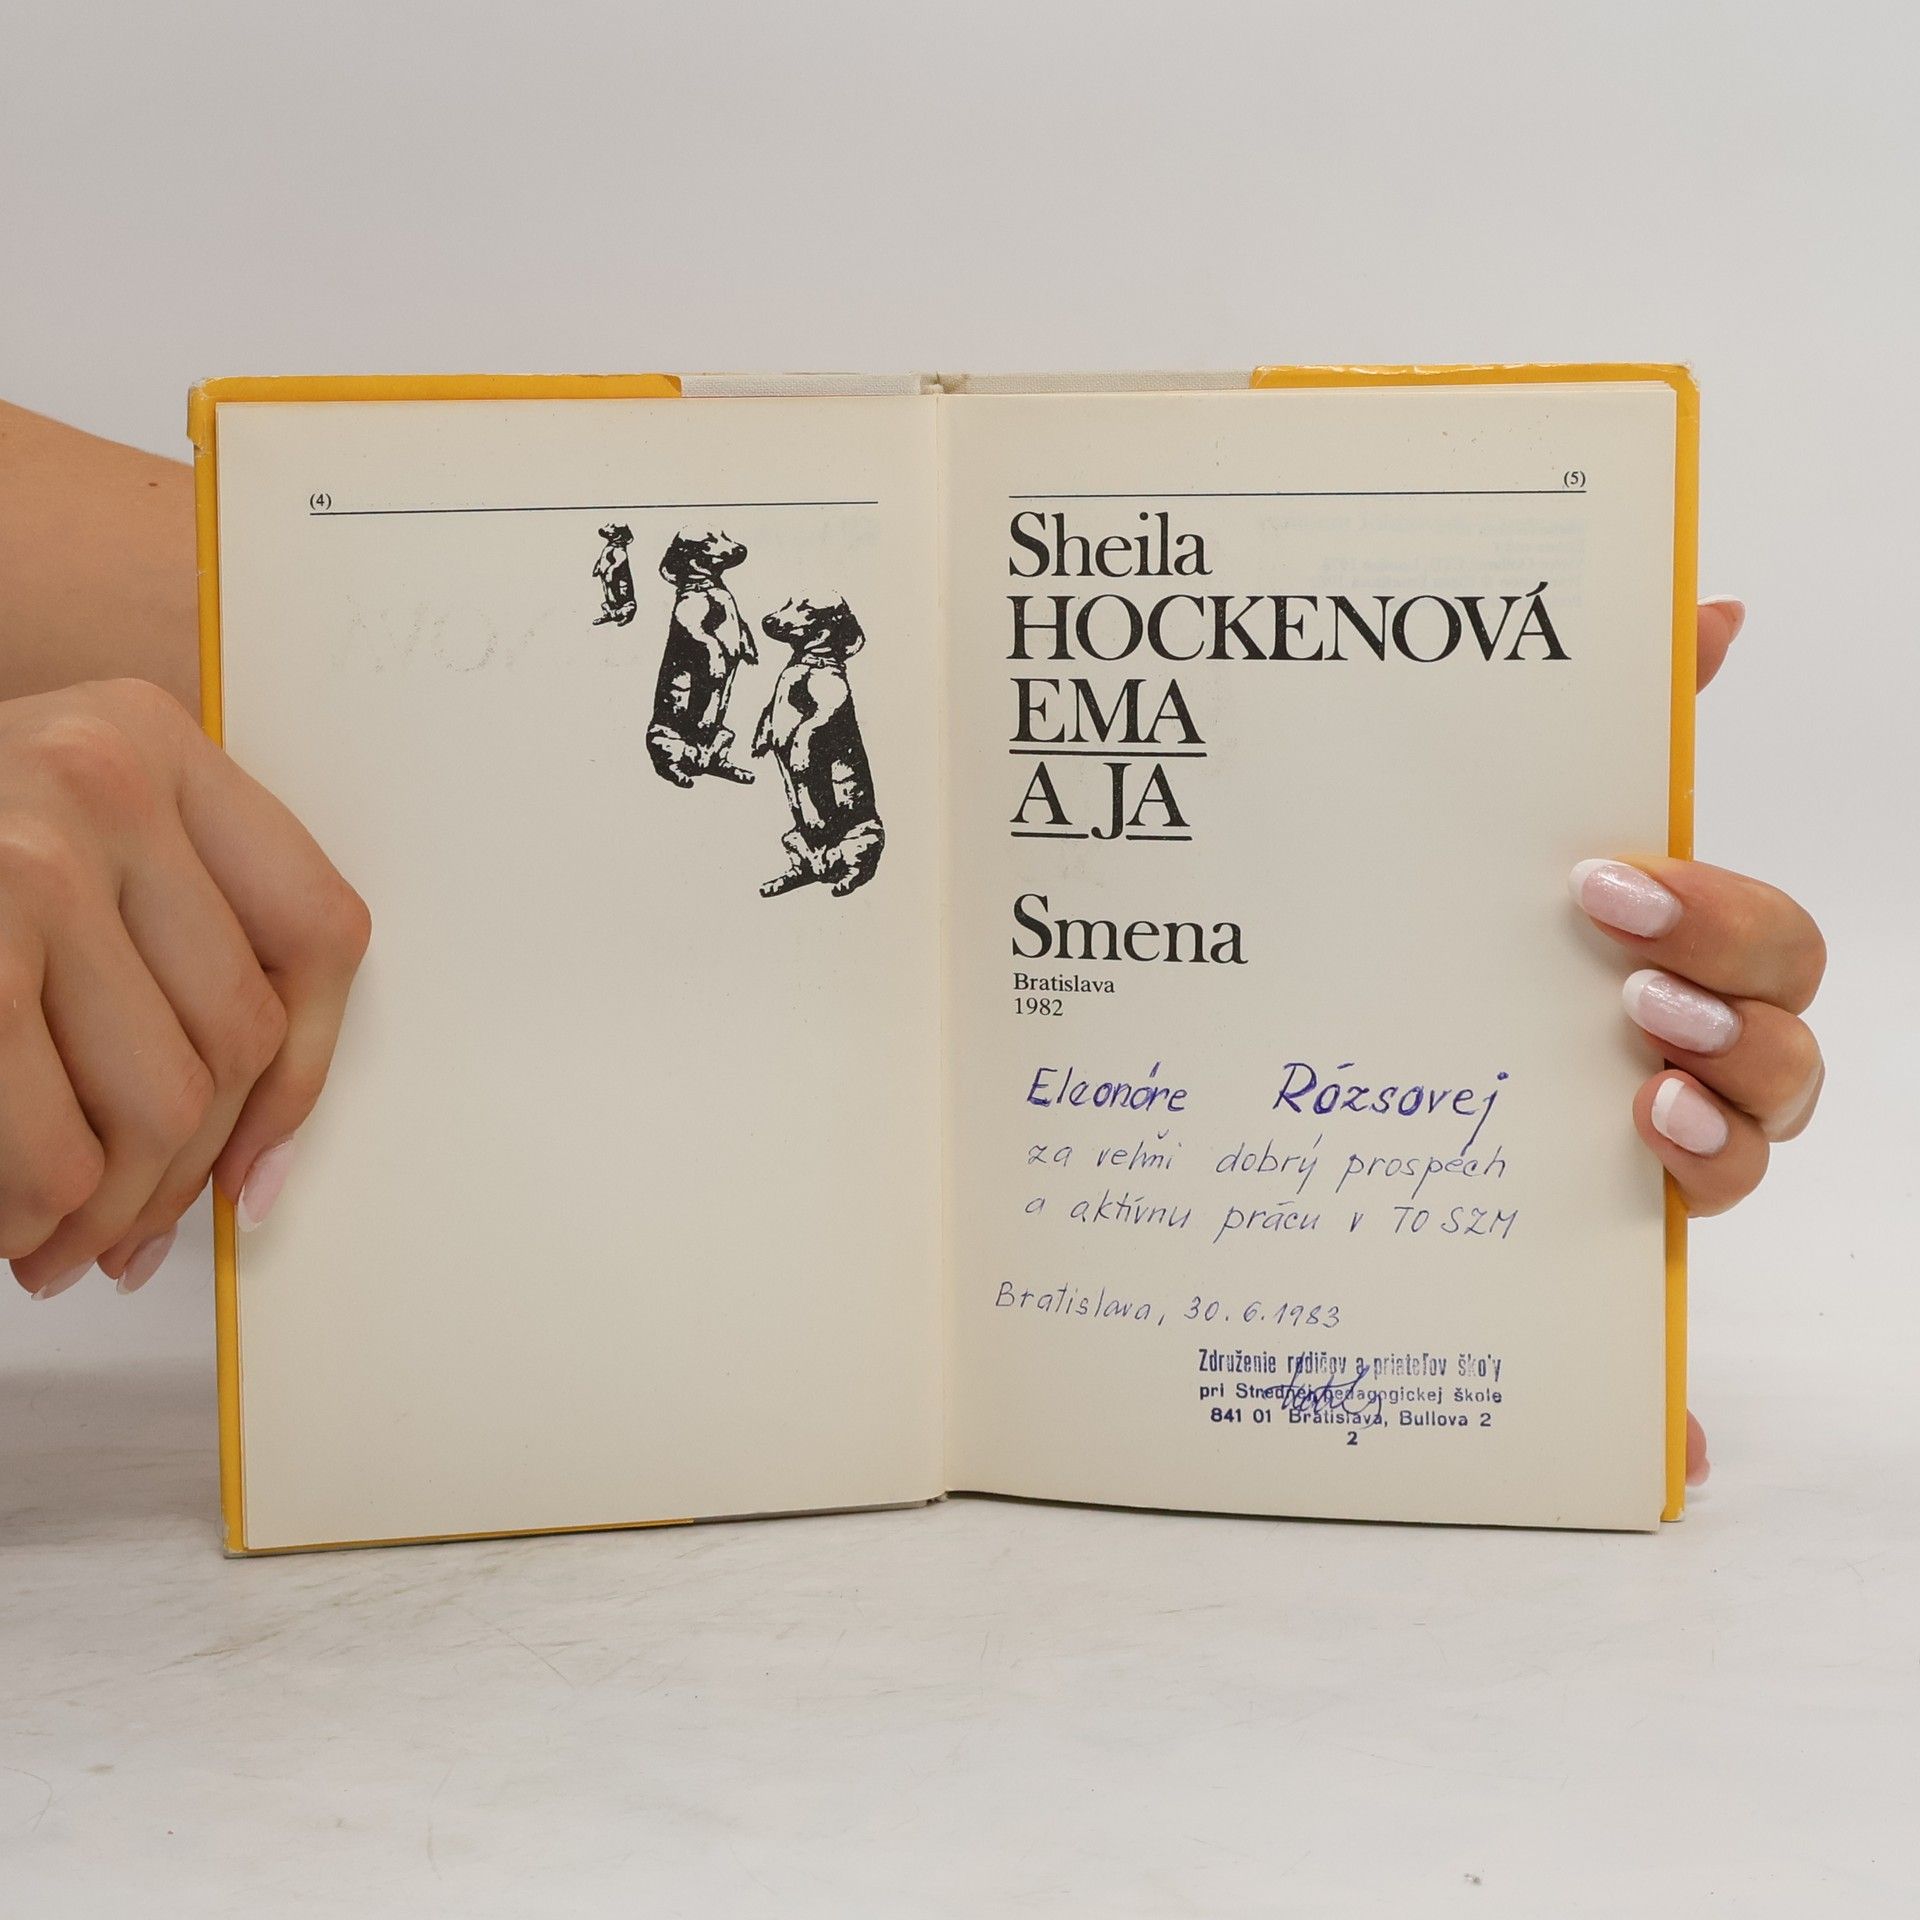 (4)
(5)
Sheila
HOCKENOVÁ
EMA
A JA
Smena
Bratislava
1982
Eleonóre Rózsovej
za veľmi dobrý prospech
a aktívnu prácu v TO SZM
Bratislava, 30. 6. 1983
Združenie rodičov a priateľov školy
pri Strednej pedagogickej škole
841 01 Bratislava, Bullova 2
2